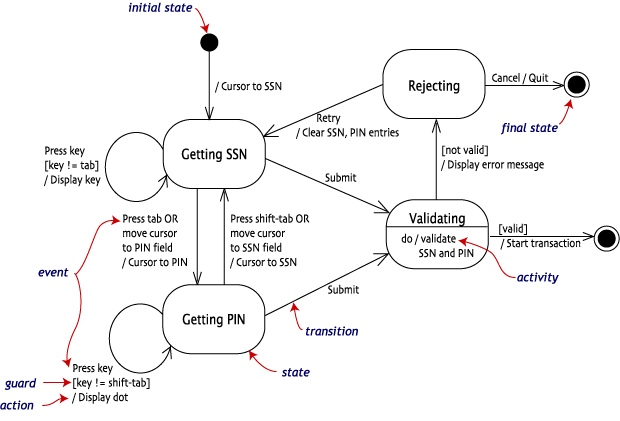 initial state
/ Cursor to SSN
Rejecting
Cancel / Quit
final state
Retry
/ Clear SSN, PIN entries
Press key
[key != tab]
/ Display key
Getting SSN
[not valid]
/ Display error message
Submit
Press tab OR
move cursor
to PIN field
/ Cursor to PIN
Press shift-tab OR
move cursor
to SSN field
/ Cursor to SSN
Validating
do / validate
SSN and PIN
[valid]
/ Start transaction
event
activity
Submit
Getting PIN
transition
state
Press key
[key != shift-tab]
/ Display dot
guard
action